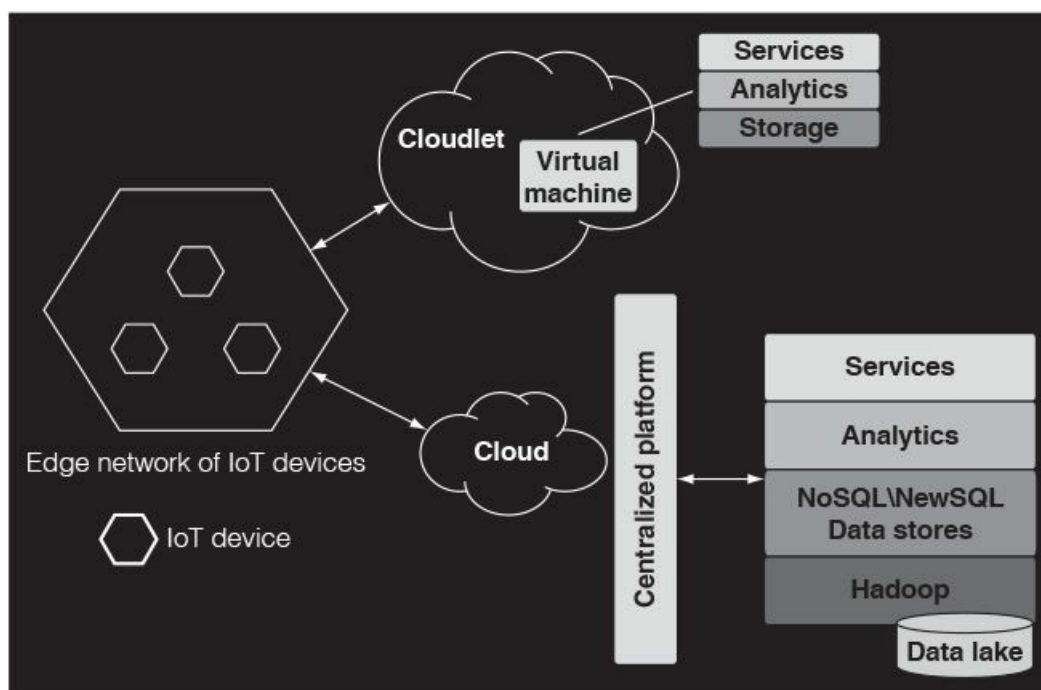 Services
Analytics
Storage
Cloudlet
Virtual
machine
Edge network of IoT devices
IoT device
Cloud
Centralized platform
Services
Analytics
NoSQL\NewSQL
Data stores
Hadoop
Data lake